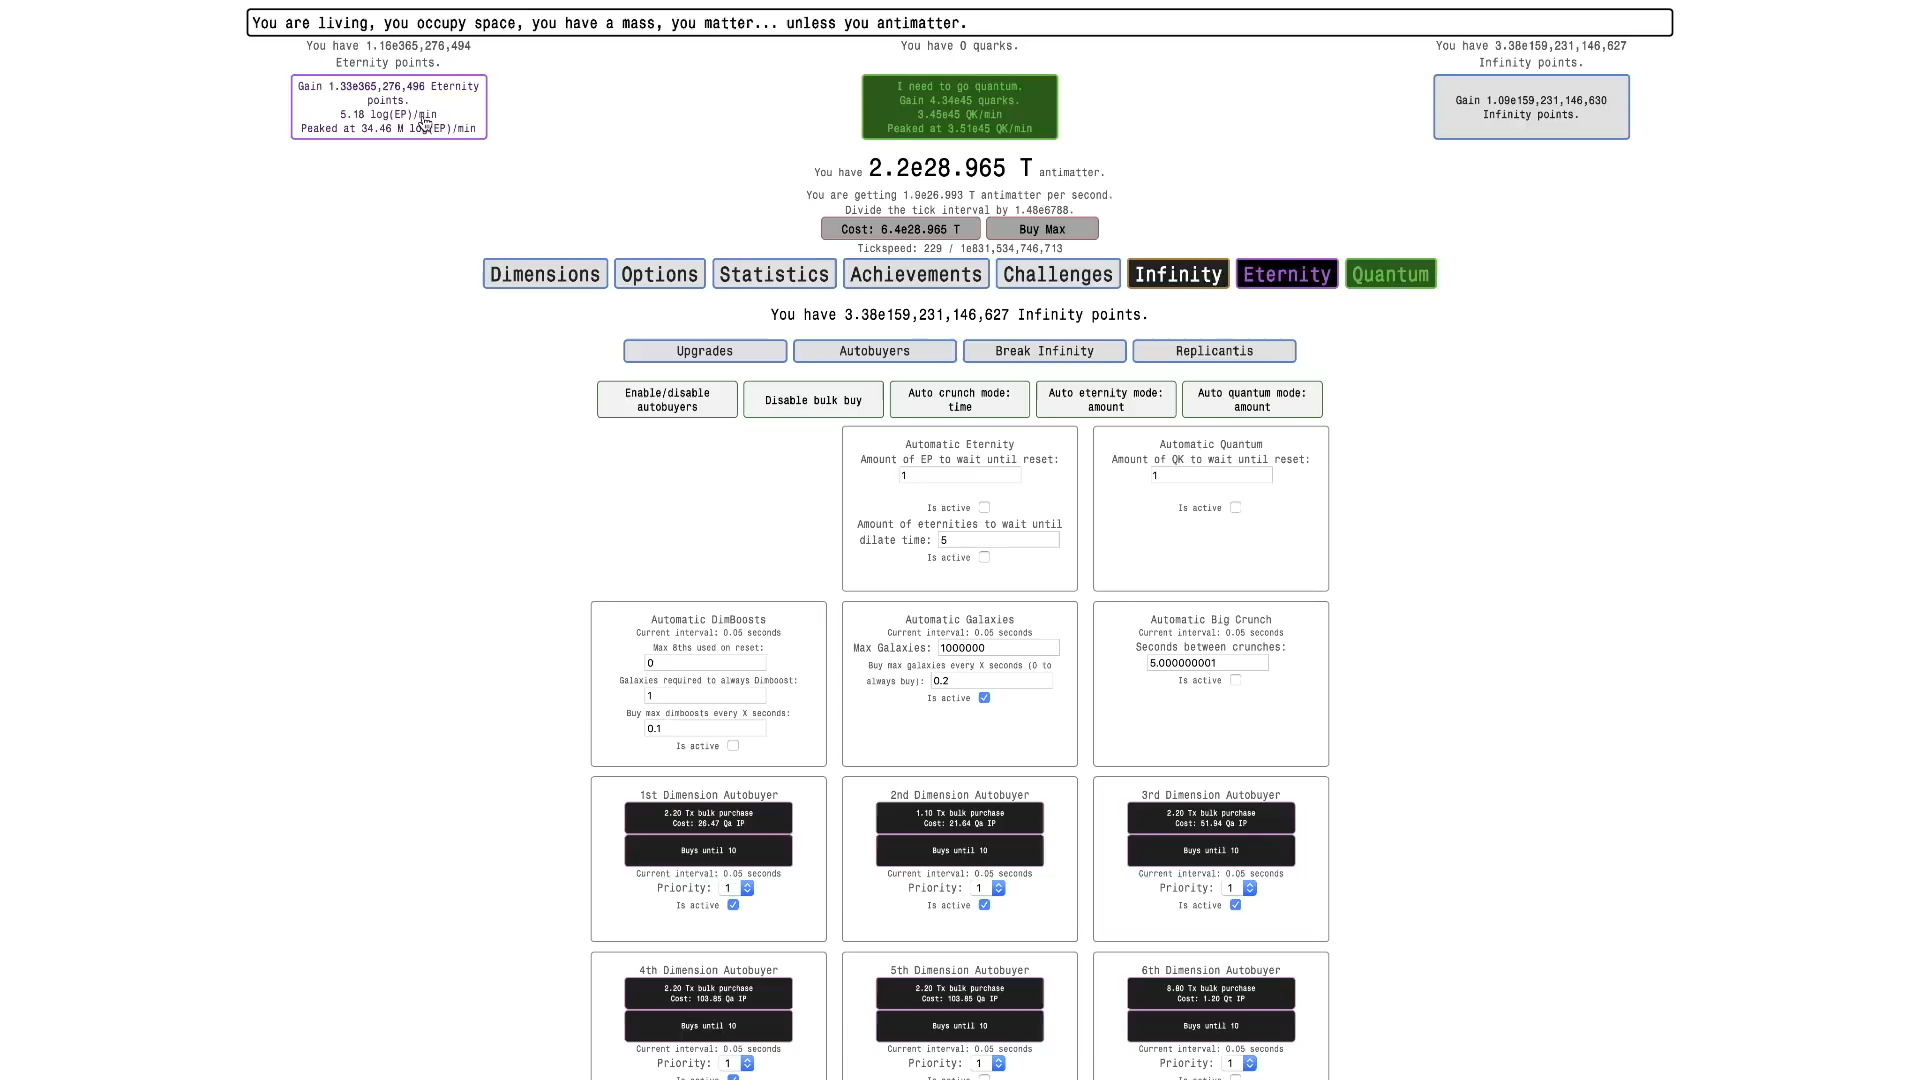 You are living, you occupy space, you have a mass, you matter... unless you antimatter.
You have 1.16e365,276,494
Eternity points.
You have 0 quarks.
You have 3.38e159,231,146,627
Infinity points.
Gain 1.33e365,276,496 Eternity
points.
5.18 log(EP)/min
Peaked at 34.46 M log(EP)/min
I need to go quantum.
Gain 4.34e45 quarks.
3.45e45 QK/min
Peaked at 3.51e45 QK/min
Gain 1.09e159,231,146,630
Infinity points.
You have 2.2e28.965 T antimatter.
You are getting 1.9e26.993 T antimatter per second.
Divide the tick interval by 1.48e6788.
Cost: 6.4e28.965 T
Buy Max
Tickspeed: 229 / 1e831,534,746,713
Dimensions
Options
Statistics
Achievements
Challenges
Infinity
Eternity
Quantum
You have 3.38e159,231,146,627 Infinity points.
Upgrades
Autobuyers
Break Infinity
Replicantis
Enable/disable
autobuyers
Disable bulk buy
Auto crunch mode:
time
Auto eternity mode:
amount
Auto quantum mode:
amount
Automatic Eternity
Amount of EP to wait until reset:
1
Is active
Amount of eternities to wait until
dilate time: 5
Is active
Automatic Quantum
Amount of QK to wait until reset:
1
Is active
Automatic DimBoosts
Current interval: 0.05 seconds
Max 8ths used on reset:
0
Galaxies required to always Dimboost:
1
Buy max dimboosts every X seconds:
0.1
Is active
Automatic Galaxies
Current interval: 0.05 seconds
Max Galaxies: 1000000
Buy max galaxies every X seconds (0 to
always buy): 0.2
Is active
Automatic Big Crunch
Current interval: 0.05 seconds
Seconds between crunches:
5.000000001
Is active
1st Dimension Autobuyer
2.20 Tx bulk purchase
Cost: 26.47 Qa IP
Buys until 10
Current interval: 0.05 seconds
Priority: 1
Is active
2nd Dimension Autobuyer
1.10 Tx bulk purchase
Cost: 21.64 Qa IP
Buys until 10
Current interval: 0.05 seconds
Priority: 1
Is active
3rd Dimension Autobuyer
2.20 Tx bulk purchase
Cost: 51.94 Qa IP
Buys until 10
Current interval: 0.05 seconds
Priority: 1
Is active
4th Dimension Autobuyer
2.20 Tx bulk purchase
Cost: 103.85 Qa IP
Buys until 10
Current interval: 0.05 seconds
Priority: 1
Is active
5th Dimension Autobuyer
2.20 Tx bulk purchase
Cost: 103.85 Qa IP
Buys until 10
Current interval: 0.05 seconds
Priority: 1
Is active
6th Dimension Autobuyer
8.80 Tx bulk purchase
Cost: 1.20 Qt IP
Buys until 10
Current interval: 0.05 seconds
Priority: 1
Is active